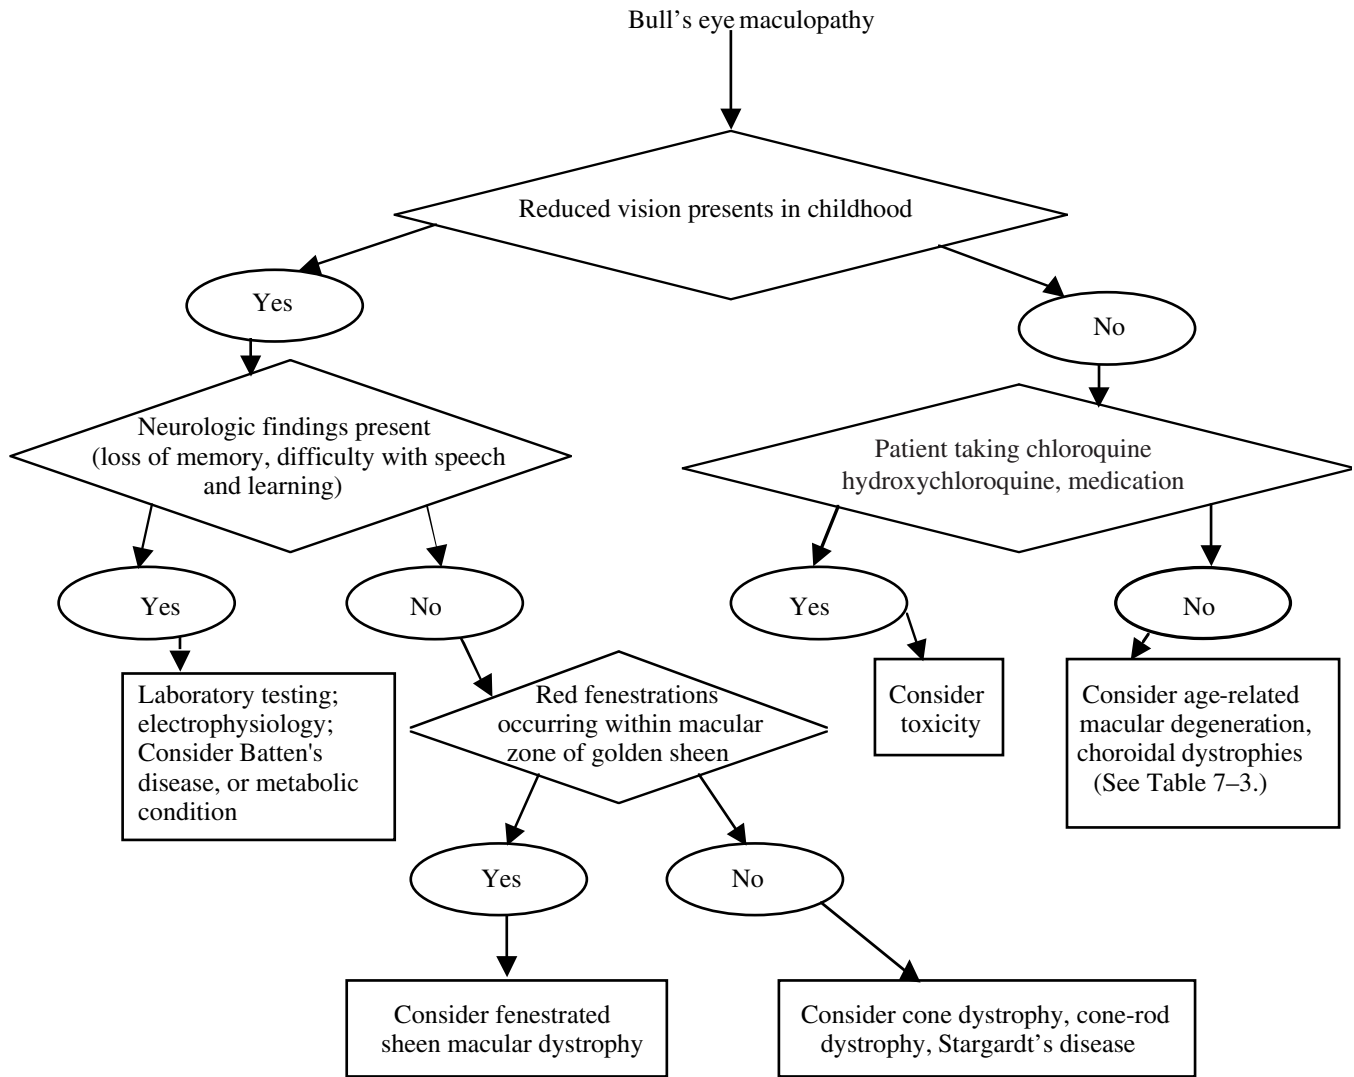 Bull’s eye maculopathy
Reduced vision presents in childhood
Yes
No
Neurologic findings present
(loss of memory, difficulty with speech
and learning)
Patient taking chloroquine
hydroxychloroquine, medication
Yes
No
Yes
No
Laboratory testing;
electrophysiology;
Consider Batten's
disease, or metabolic
condition
Red fenestrations
occurring within macular
zone of golden sheen
Consider
toxicity
Consider age-related
macular degeneration,
choroidal dystrophies
(See Table 7–3.)
Yes
No
Consider fenestrated
sheen macular dystrophy
Consider cone dystrophy, cone-rod
dystrophy, Stargardt’s disease